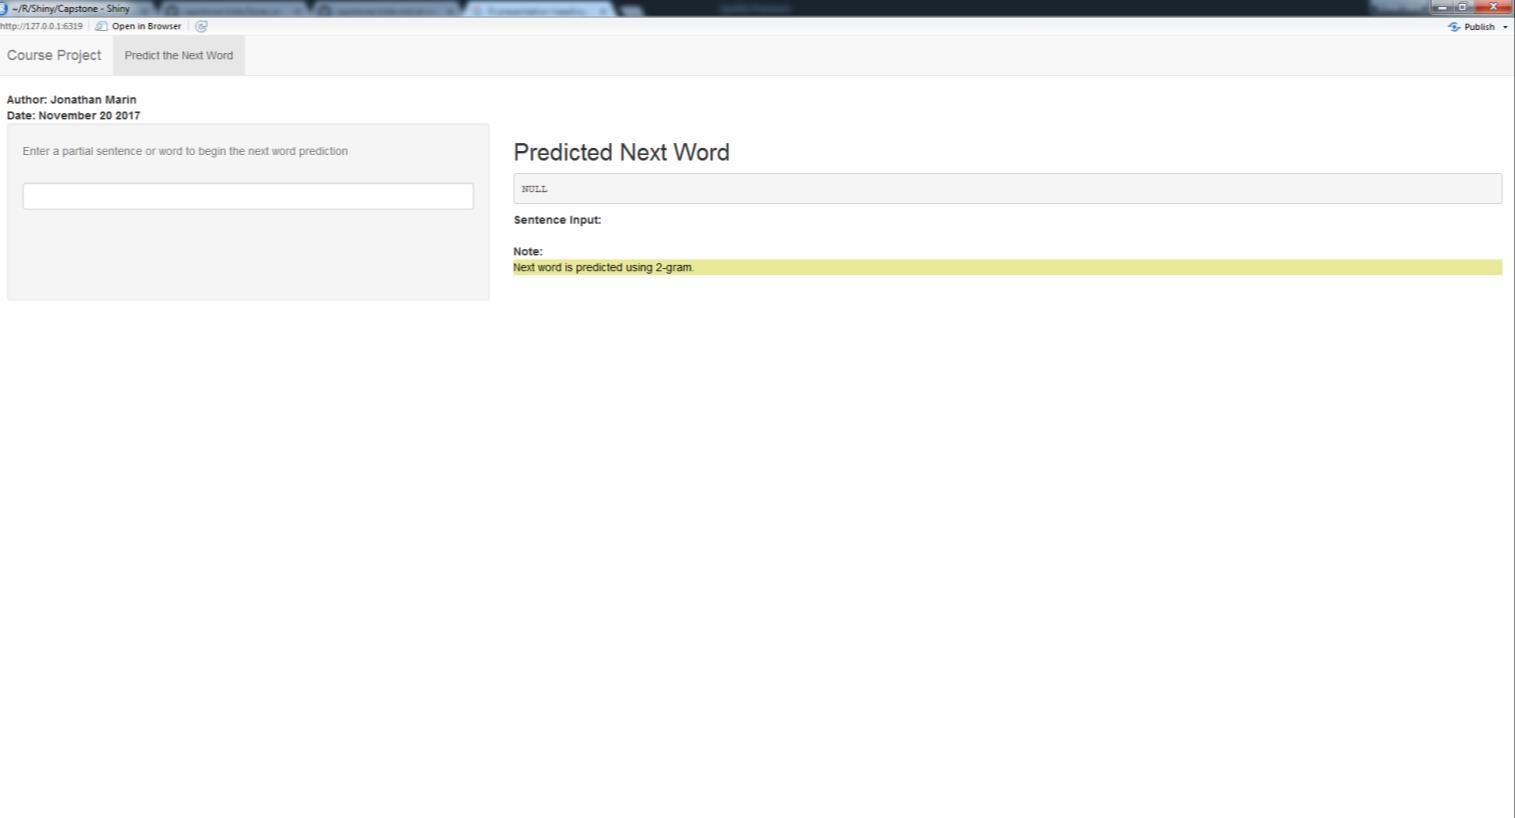 ~/R/Shiny/Capstone - Shiny
http://127.0.0.1:6319 Open in Browser Publish
Course Project Predict the Next Word
Author: Jonathan Marin
Date: November 20 2017
Enter a partial sentence or word to begin the next word prediction
Predicted Next Word
NULL
Sentence Input:
Note:
Next word is predicted using 2-gram.